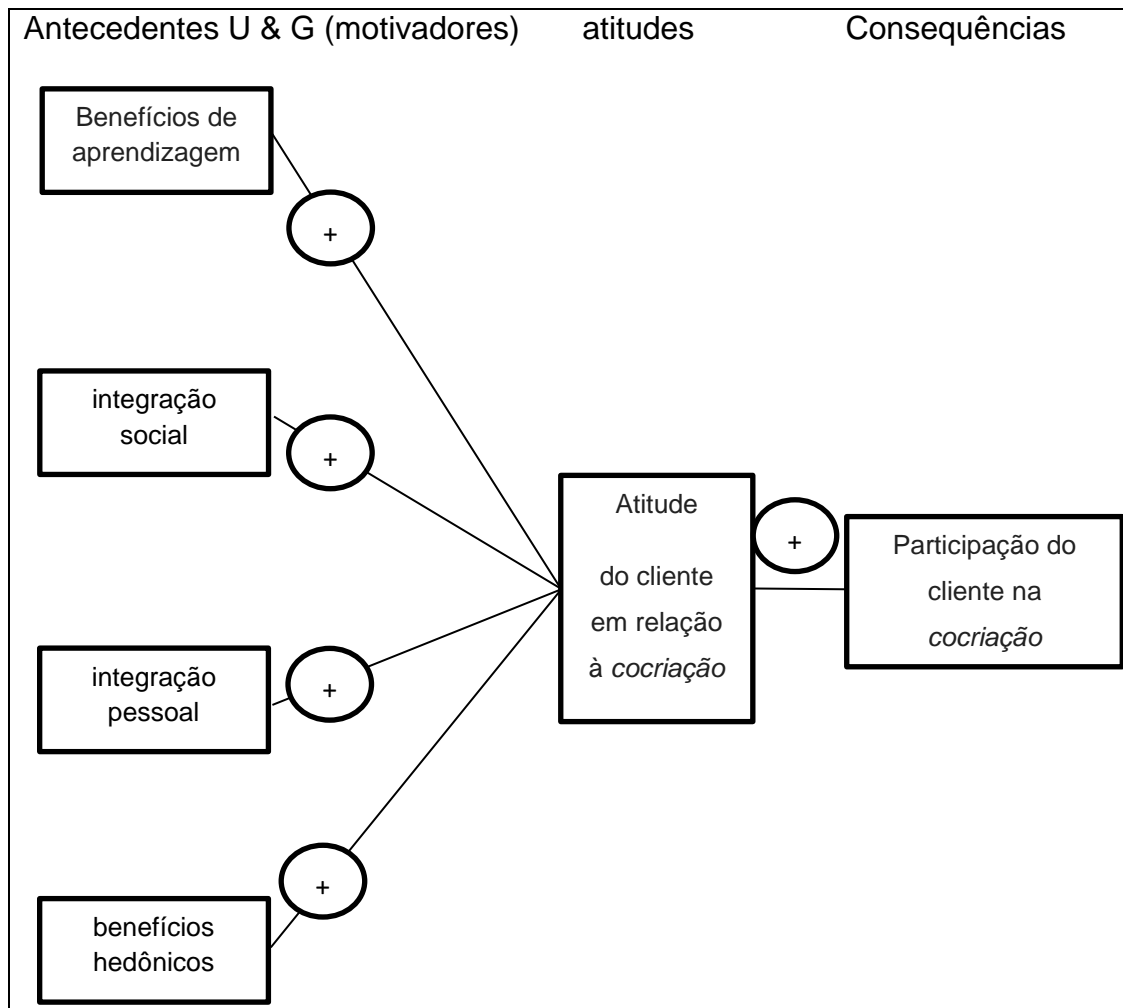 Antecedentes U & G (motivadores) atitudes Consequências
Benefícios de
aprendizagem
+
integração
social
+
integração
pessoal
+
benefícios
hedônicos
+
Atitude
do cliente
em relação
à cocriação
+
Participação do
cliente na
cocriação